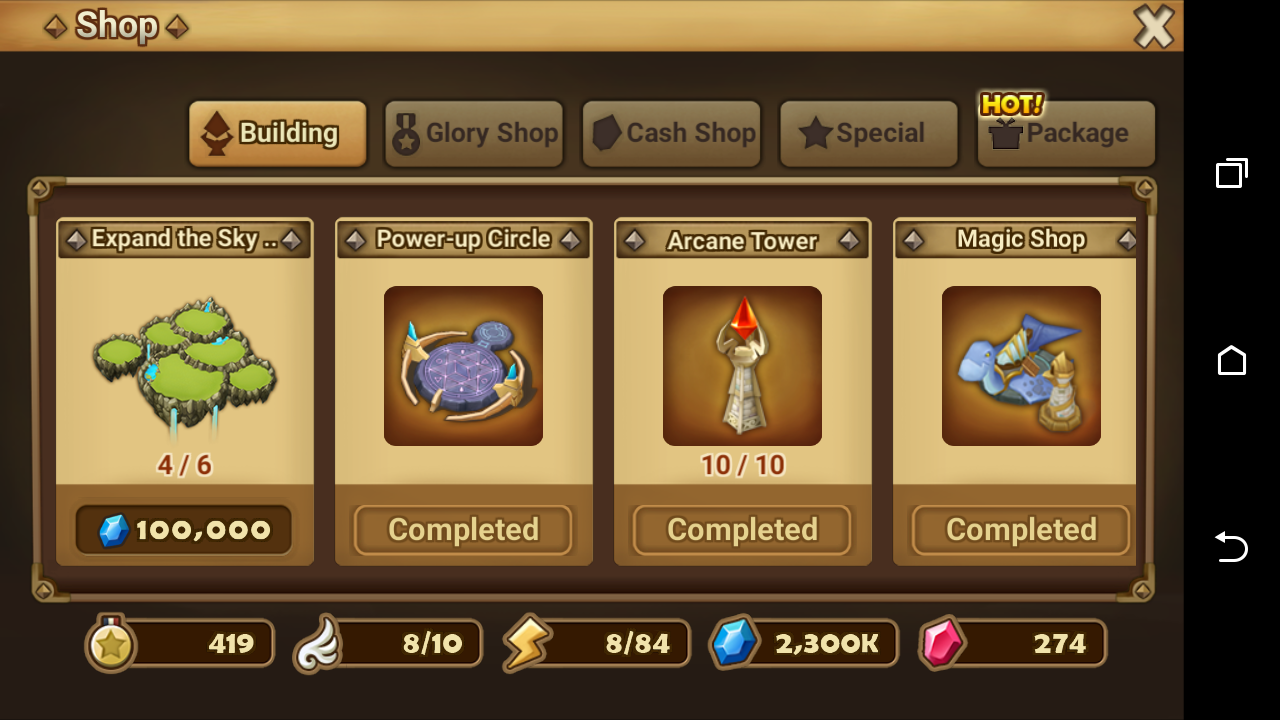 Shop
Building
Glory Shop
Cash Shop
Special
HOT!
Package
Expand the Sky ..
Power-up Circle
Arcane Tower
Magic Shop
4 / 6
10 / 10
100,000
Completed
Completed
Completed
419
8/10
8/84
2,300K
274